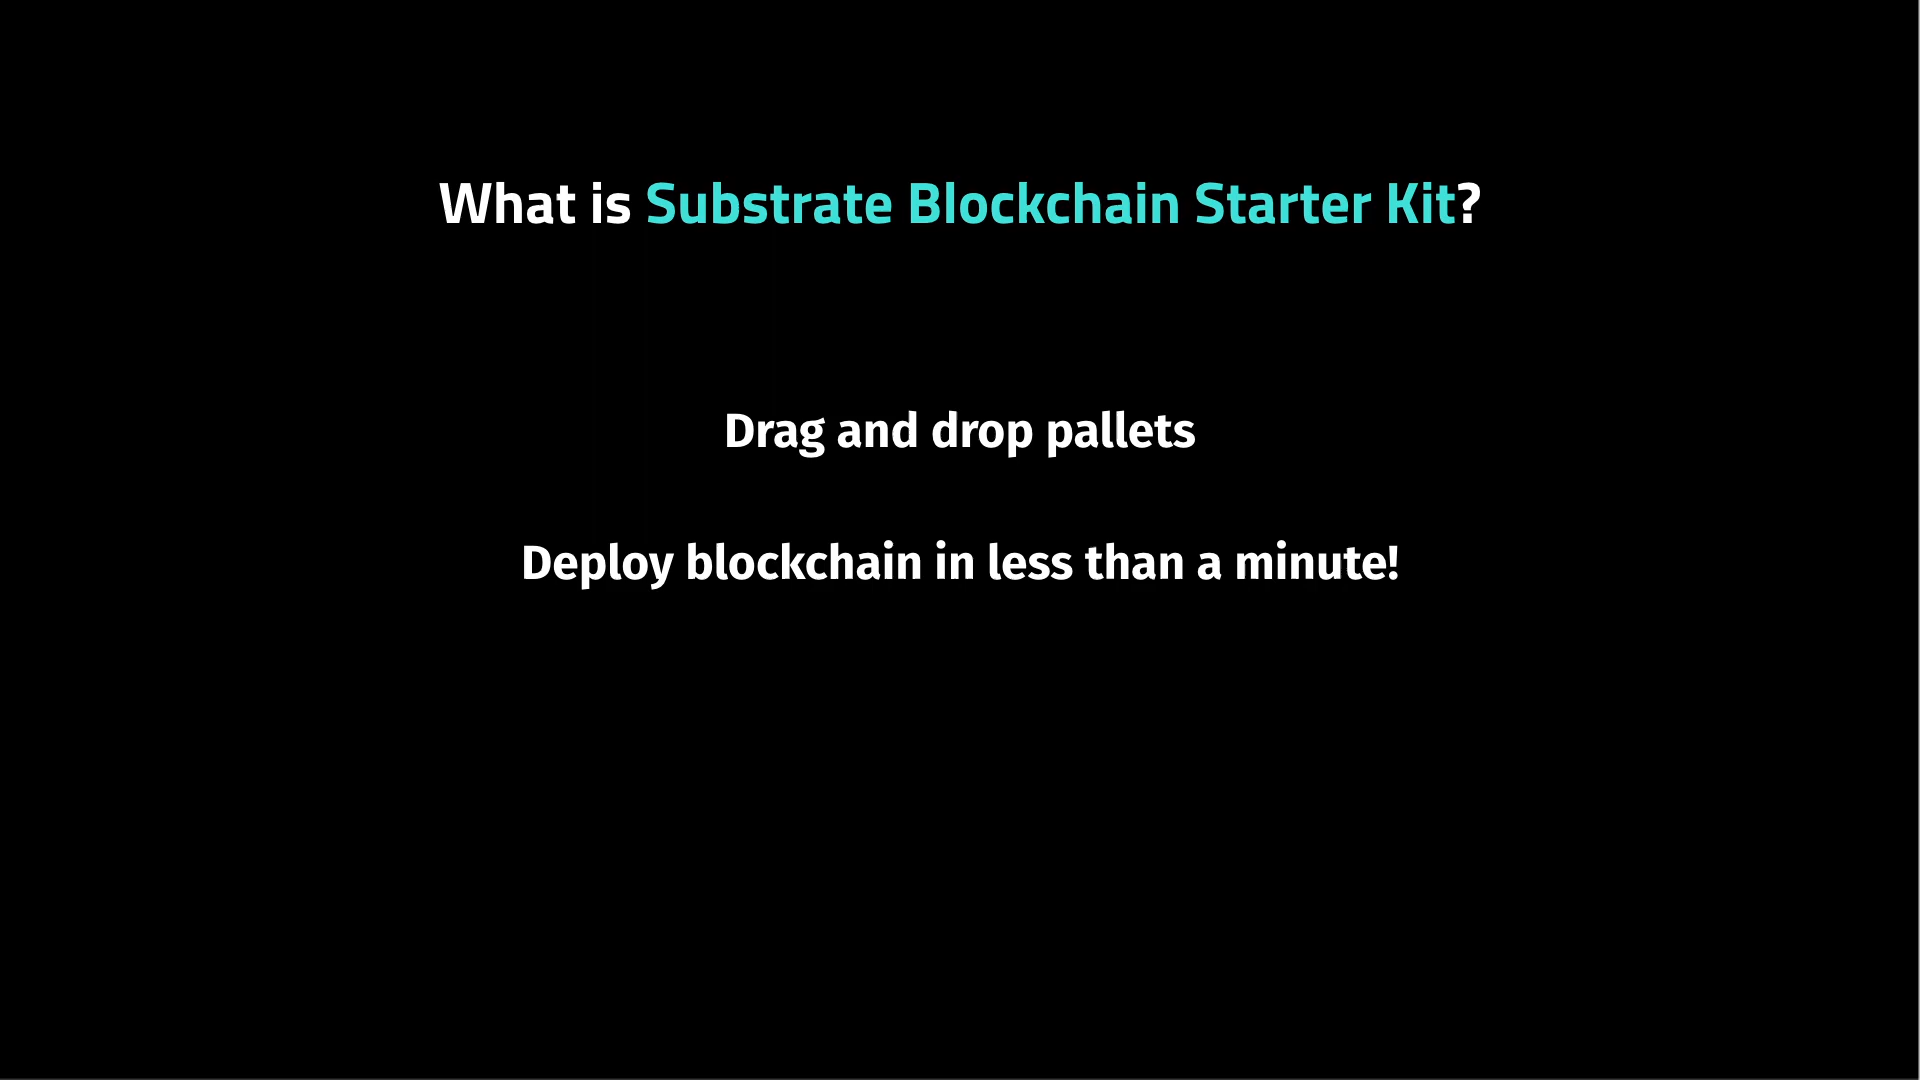 What is Substrate Blockchain Starter Kit?
Drag and drop pallets
Deploy blockchain in less than a minute!